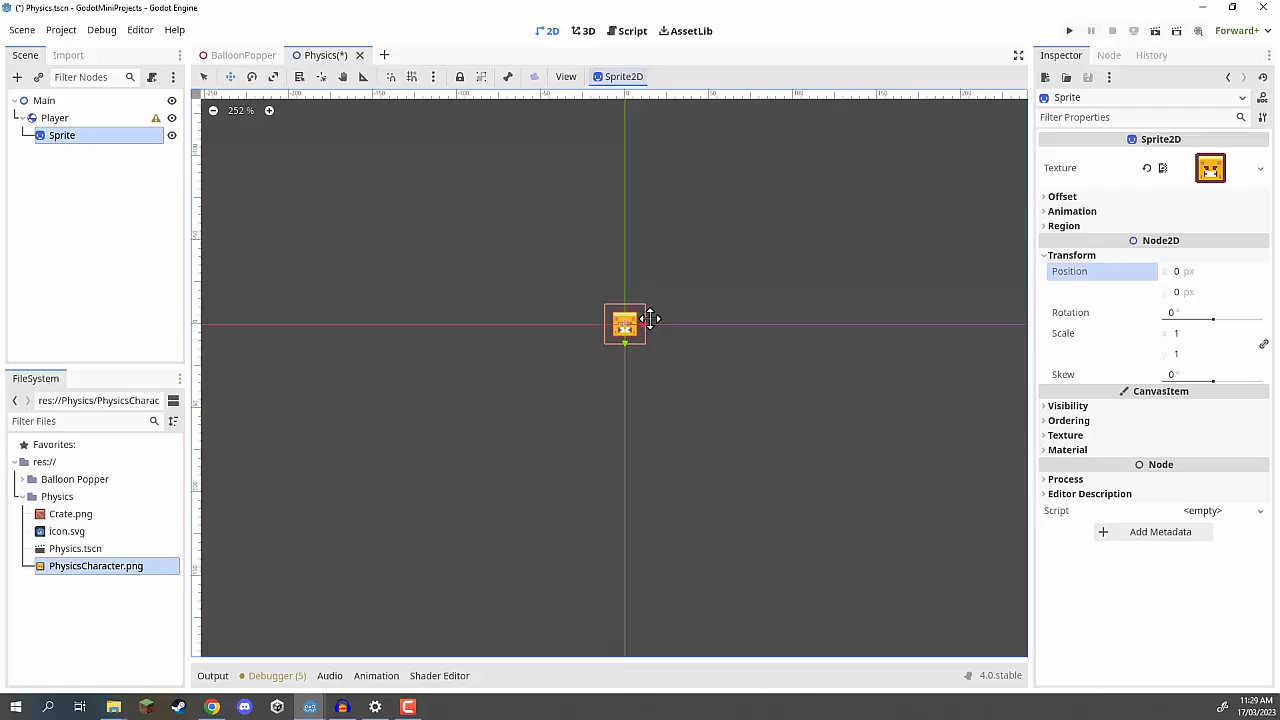 (*) Physics.tscn - GodotMiniProjects - Godot Engine
Scene Project Debug Editor Help
2D 3D Script AssetLib
Forward+
Scene Import
BalloonPopper Physics(*)
Inspector Node History
Filter Nodes
View Sprite2D
Sprite
Filter Properties
252 %
Main
Player
Sprite
Sprite2D
Texture
Offset
Animation
Region
Node2D
Transform
Position x 0 px
y 0 px
Rotation 0 °
Scale x 1
y 1
Skew 0 °
CanvasItem
Visibility
Ordering
Texture
Material
Node
Process
Editor Description
Script <empty>
Add Metadata
FileSystem
res://Physics/PhysicsCharac
Filter Files
Favorites:
res://
Balloon Popper
Physics
Crate.png
icon.svg
Physics.tscn
PhysicsCharacter.png
Output Debugger (5) Audio Animation Shader Editor
4.0.stable
11:29 AM
17/03/2023